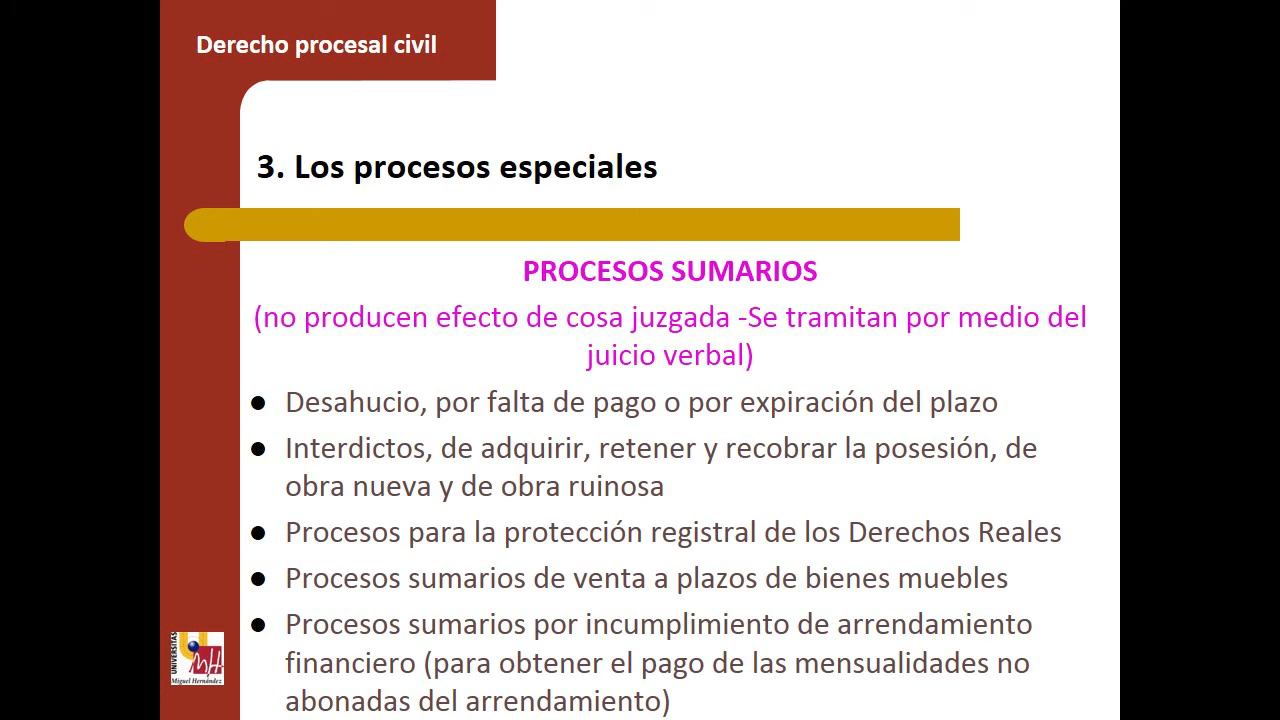 Derecho procesal civil
3. Los procesos especiales
PROCESOS SUMARIOS
(no producen efecto de cosa juzgada -Se tramitan por medio del
juicio verbal)
● Desahucio, por falta de pago o por expiración del plazo
● Interdictos, de adquirir, retener y recobrar la posesión, de
obra nueva y de obra ruinosa
● Procesos para la protección registral de los Derechos Reales
● Procesos sumarios de venta a plazos de bienes muebles
● Procesos sumarios por incumplimiento de arrendamiento
financiero (para obtener el pago de las mensualidades no
abonadas del arrendamiento)
UNIVERSITAS
MH
Miguel Hernández